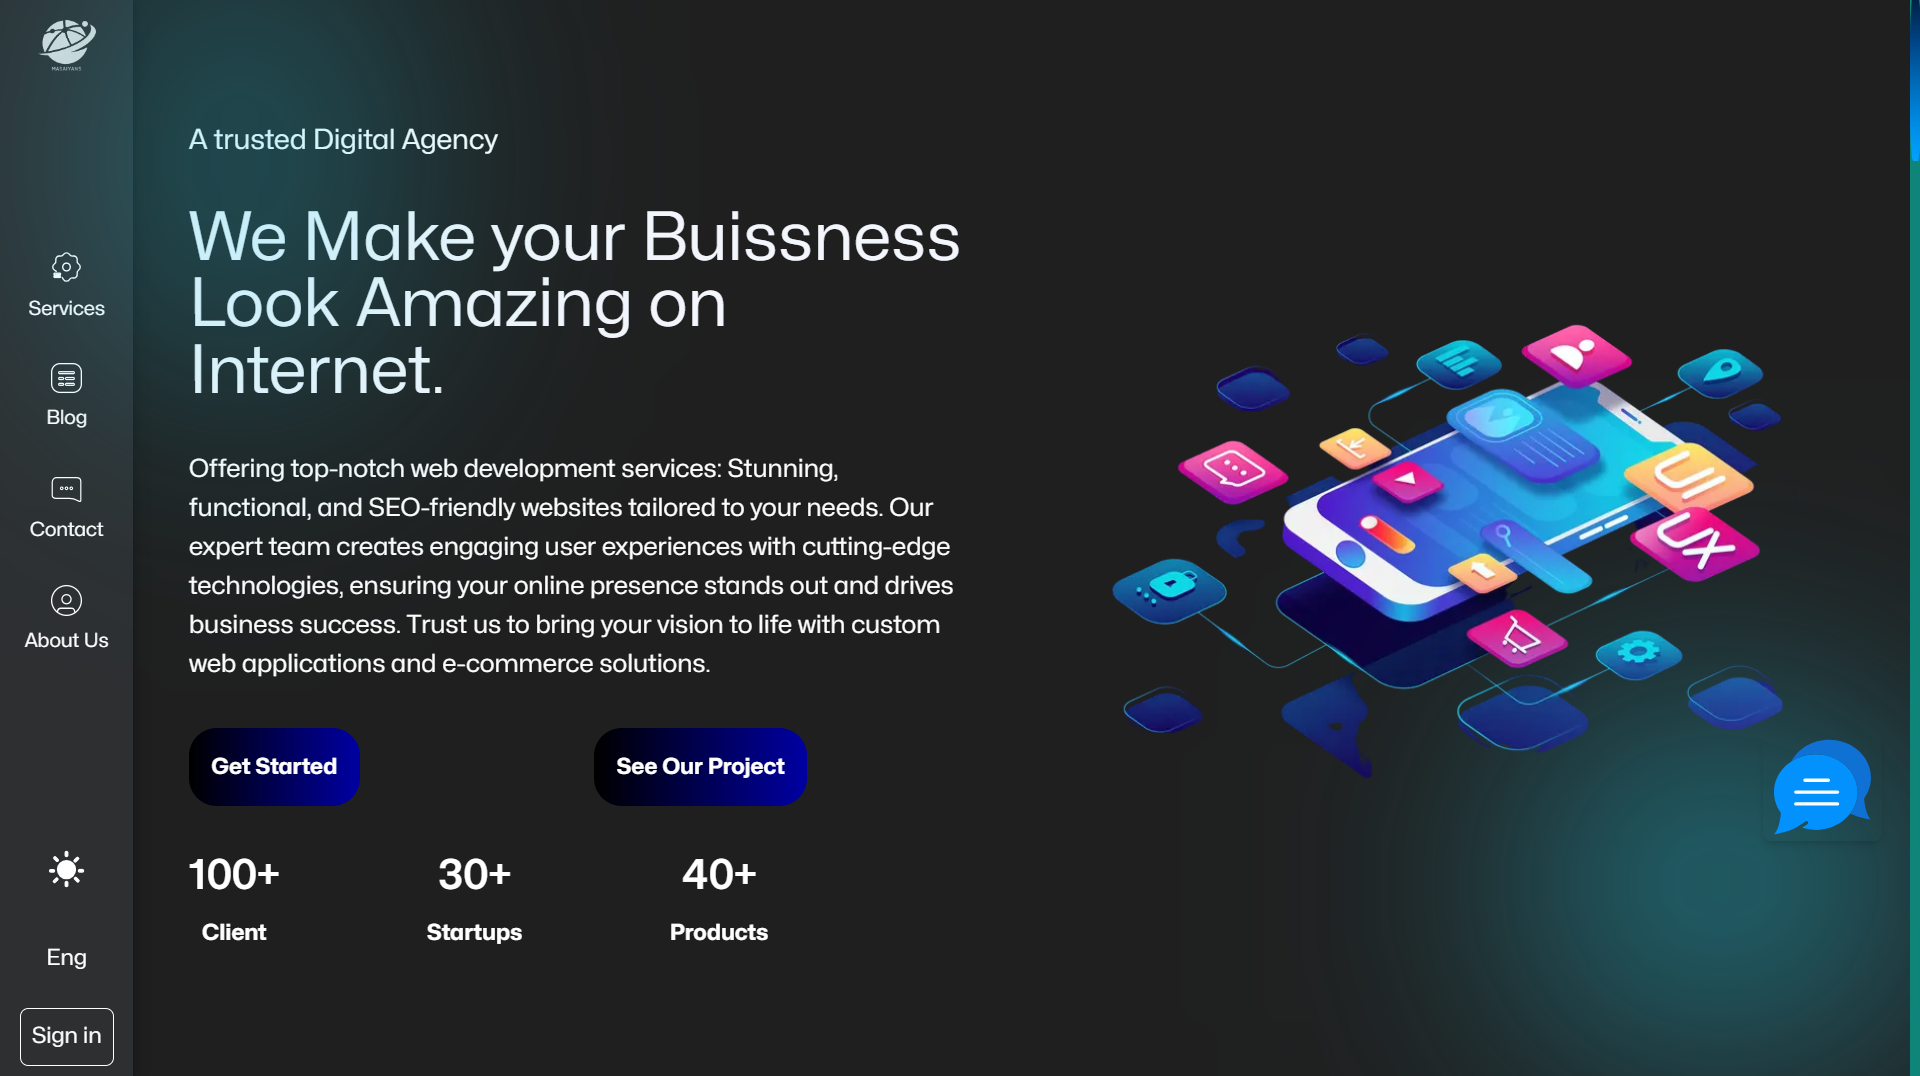 MASAIYANS
Services
Blog
Contact
About Us
Eng
Sign in
A trusted Digital Agency
We Make your Buissness
Look Amazing on
Internet.
Offering top-notch web development services: Stunning,
functional, and SEO-friendly websites tailored to your needs. Our
expert team creates engaging user experiences with cutting-edge
technologies, ensuring your online presence stands out and drives
business success. Trust us to bring your vision to life with custom
web applications and e-commerce solutions.
Get Started
See Our Project
100+
30+
40+
Client
Startups
Products
UI
UX